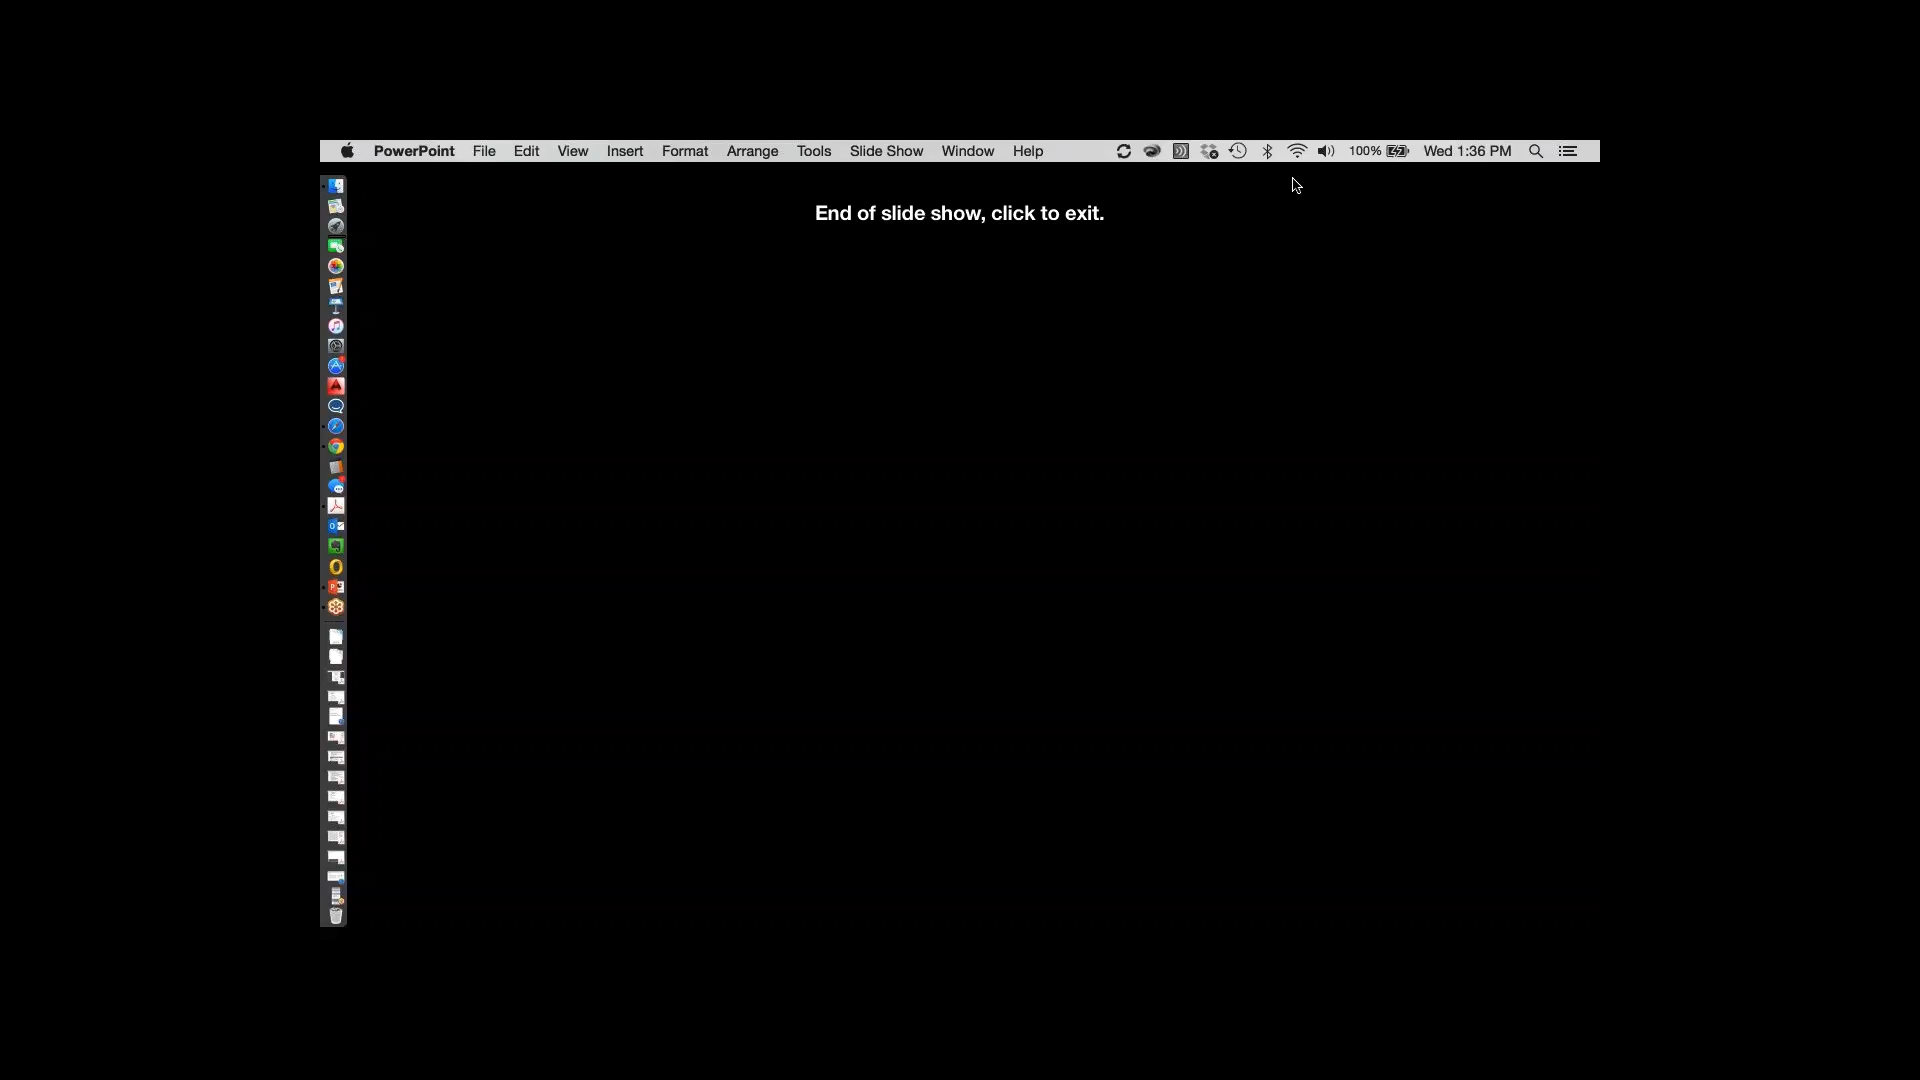 PowerPoint File Edit View Insert Format Arrange Tools Slide Show Window Help 100% Wed 1:36 PM
End of slide show, click to exit.